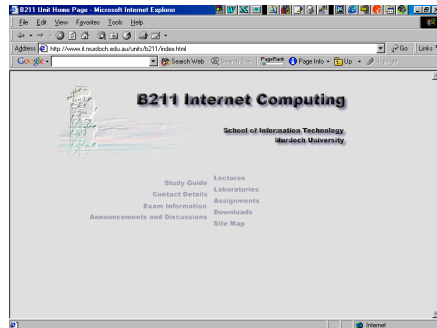 B211 Unit Home Page - Microsoft Internet Explorer
File Edit View Favorites Tools Help
Address http://www.it.murdoch.edu.au/units/b211/index.html Go Links
Google Search Web Search Site PageRank Page Info Up Highlight
B211 Internet Computing
School of Information Technology
Murdoch University
Study Guide
Contact Details
Exam Information
Announcements and Discussions
Lectures
Laboratories
Assignments
Downloads
Site Map
Internet